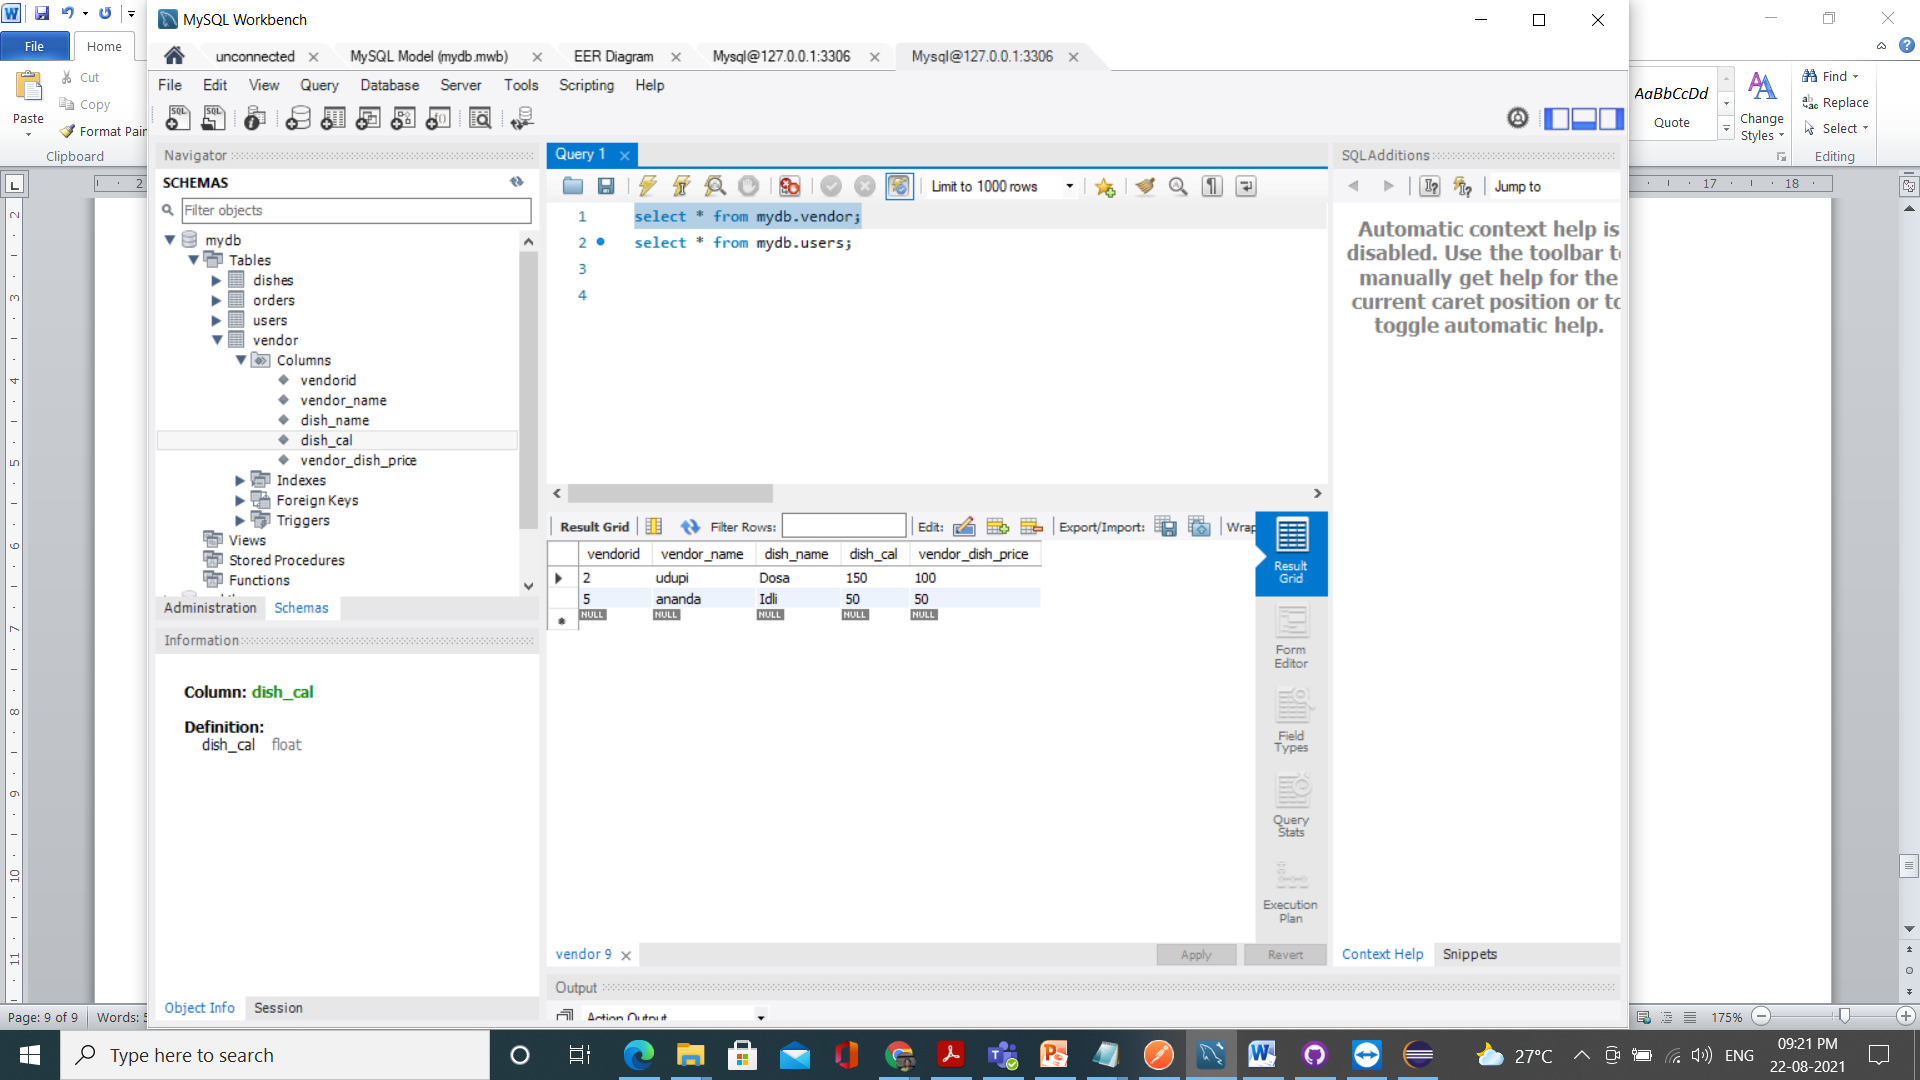 MySQL Workbench
File
Home
unconnected
MySQL Model (mydb.mwb)
EER Diagram
Mysql@127.0.0.1:3306
Mysql@127.0.0.1:3306
File Edit View Query Database Server Tools Scripting Help
Cut
Copy
Paste
Clipboard
AaBbCcDd
Quote
Change
Styles
Find
Replace
Select
Editing
Navigator
SCHEMAS
Filter objects
mydb
Tables
dishes
orders
users
vendor
Columns
vendorid
vendor_name
dish_name
dish_cal
vendor_dish_price
Indexes
Foreign Keys
Triggers
Views
Stored Procedures
Functions
Administration Schemas
Information
Column: dish_cal
Definition:
dish_cal float
Object Info Session
Query 1
Limit to 1000 rows
1 select * from mydb.vendor;
2 select * from mydb.users;
3
4
Result Grid Filter Rows: Edit: Export/Import: Wrap
vendorid vendor_name dish_name dish_cal vendor_dish_price
2 udupi Dosa 150 100
5 ananda Idli 50 50
NULL NULL NULL NULL NULL
Result
Grid
Form
Editor
Field
Types
Query
Stats
Execution
Plan
vendor 9
Apply Revert
Output
Action Output
SQLAdditions
Jump to
Automatic context help is
disabled. Use the toolbar
manually get help for the
current caret position or
toggle automatic help.
Context Help Snippets
Page: 9 of 9 Words:
175%
Type here to search
27°C
ENG
09:21 PM
22-08-2021